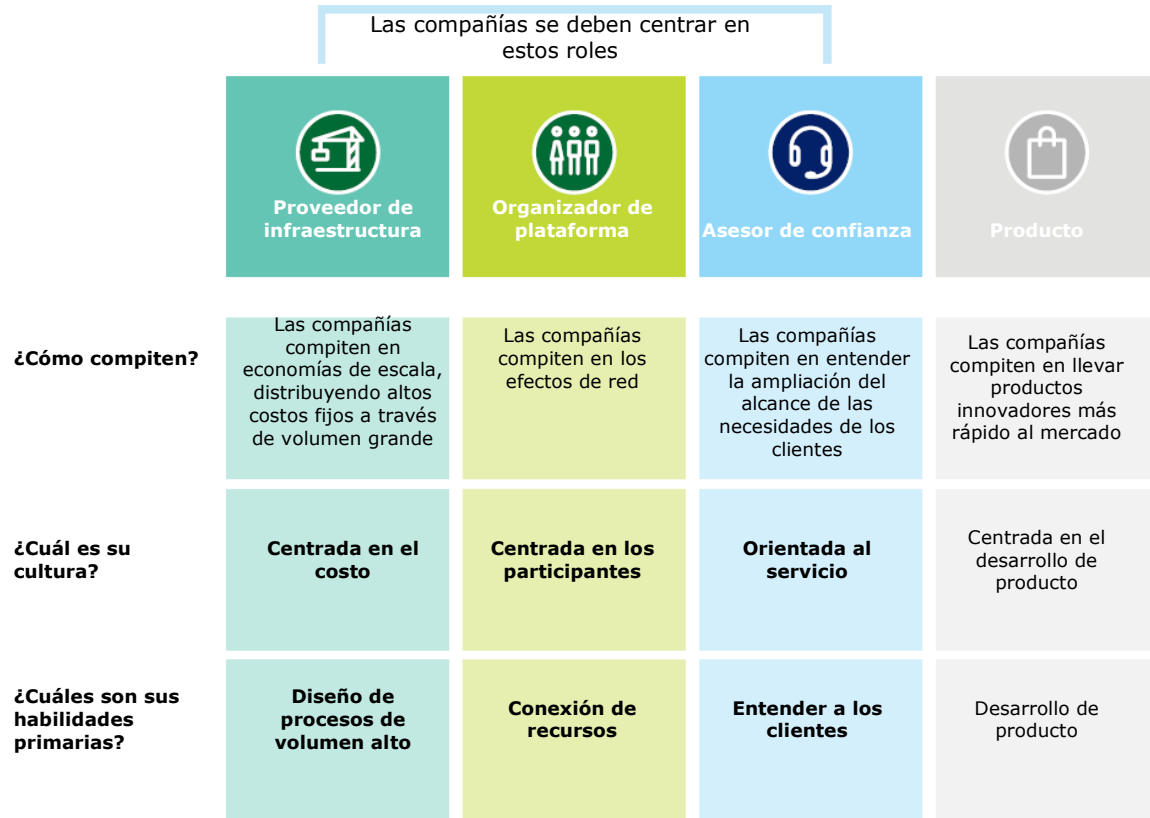 Las compañías se deben centrar en
estos roles
Proveedor de
infraestructura
Organizador de
plataforma
Asesor de confianza
Producto
¿Cómo compiten?
Las compañías
compiten en
economías de escala,
distribuyendo altos
costos fijos a través
de volumen grande
Las compañías
compiten en los
efectos de red
Las compañías
compiten en entender
la ampliación del
alcance de las
necesidades de los
clientes
Las compañías
compiten en llevar
productos
innovadores más
rápido al mercado
¿Cuál es su
cultura?
Centrada en el
costo
Centrada en los
participantes
Orientada al
servicio
Centrada en el
desarrollo de
producto
¿Cuáles son sus
habilidades
primarias?
Diseño de
procesos de
volumen alto
Conexión de
recursos
Entender a los
clientes
Desarrollo de
producto